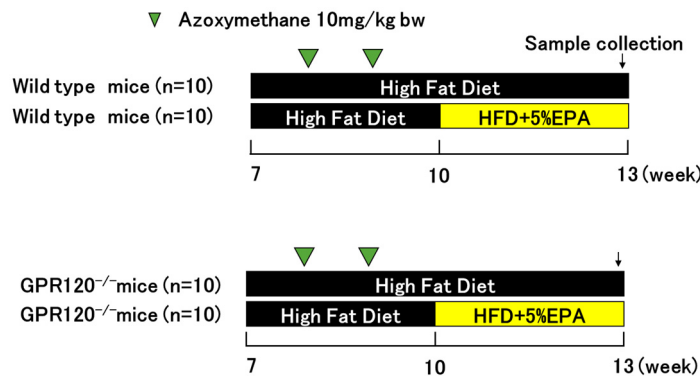 Azoxymethane 10mg/kg bw
Sample collection
Wild type mice (n=10)
High Fat Diet
Wild type mice (n=10)
High Fat Diet
HFD+5%EPA
7
10
13 (week)
GPR120⁻/⁻mice (n=10)
High Fat Diet
GPR120⁻/⁻mice (n=10)
High Fat Diet
HFD+5%EPA
7
10
13 (week)